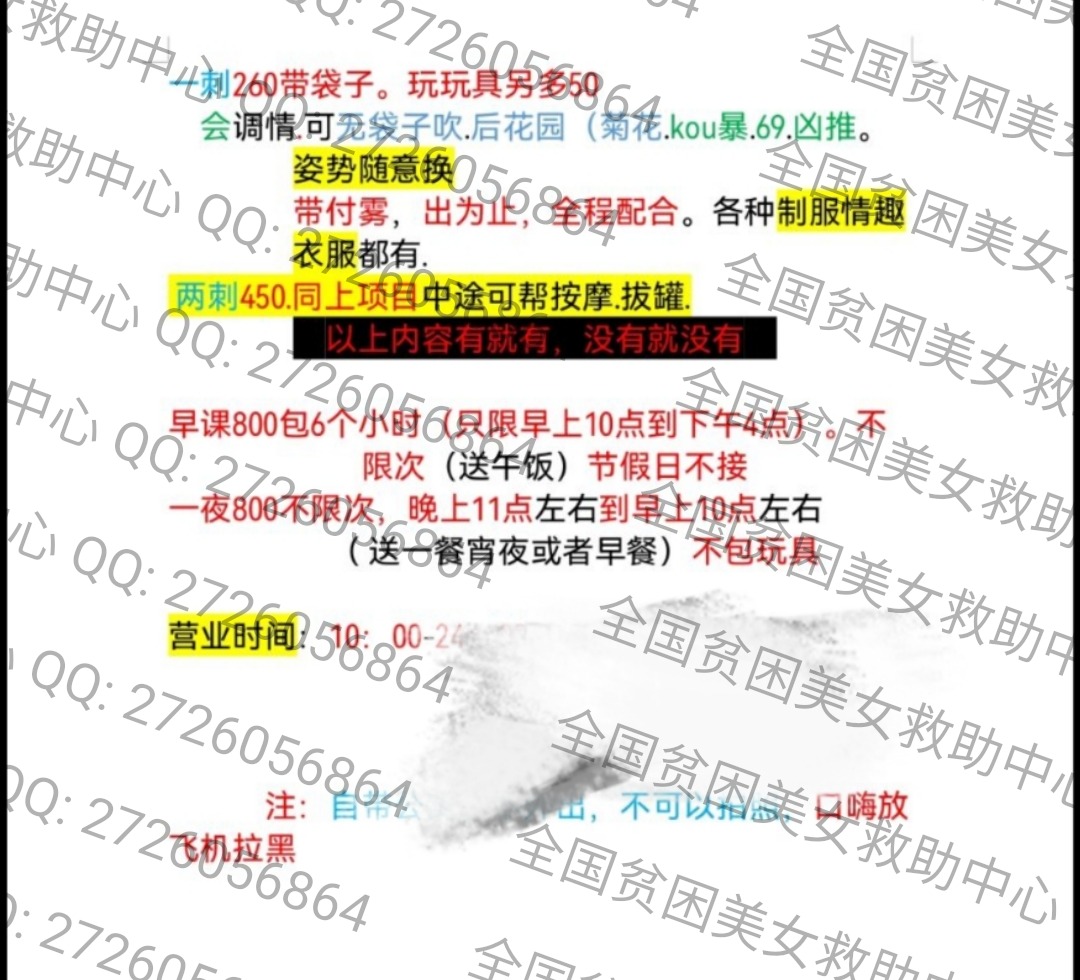 一刺260带袋子。玩玩具另多50
会调情.可无袋子吹.后花园（菊花.kou暴.69.凶推。
姿势随意换
带付雾，出为止，全程配合。各种制服情趣
衣服都有.
两刺450.同上项目中途可帮按摩.拔罐.
以上内容有就有，没有就没有
早课800包6个小时（只限早上10点到下午4点）。不
限次（送午饭）节假日不接
一夜800不限次，晚上11点左右到早上10点左右
（送一餐宵夜或者早餐）不包玩具
营业时间：10：00-24
注：自带
出，不可以拍照，口嗨放
飞机拉黑
全国贫困美女救助中心 QQ: 2726056864